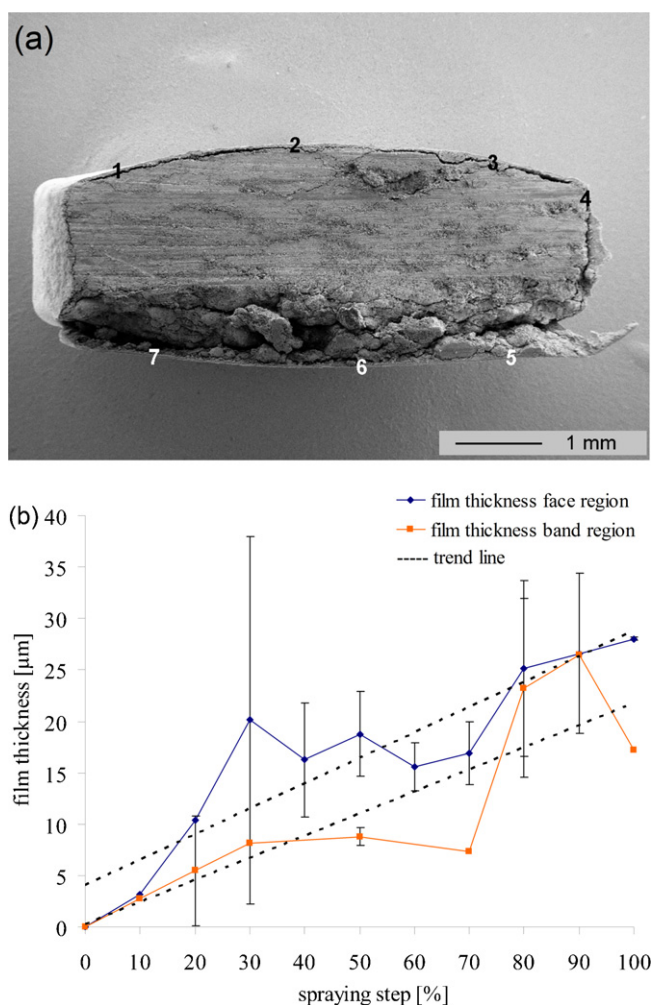 (a)
1
2
3
4
5
6
7
1 mm
(b)
film thickness face region
film thickness band region
trend line
film thickness [µm]
40
35
30
25
20
15
10
5
0
0 10 20 30 40 50 60 70 80 90 100
spraying step [%]